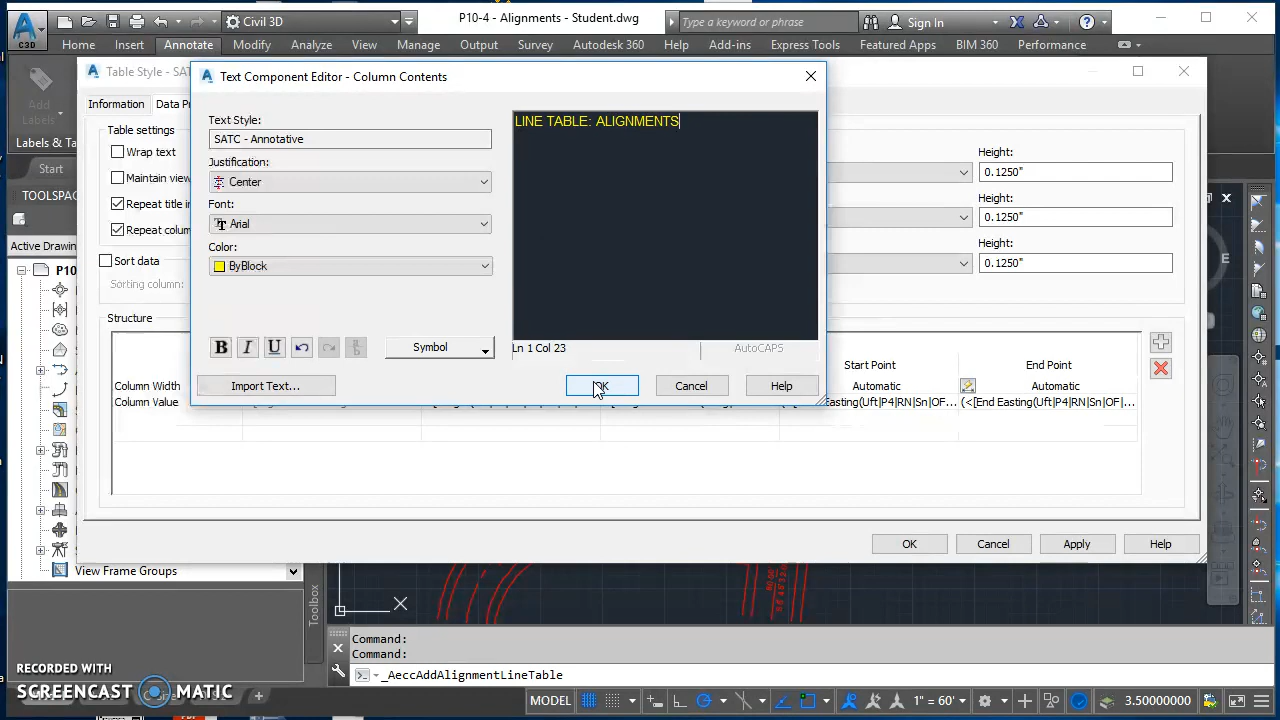 Civil 3D
P10-4 - Alignments - Student.dwg
Type a keyword or phrase
Sign In
C3D
Home Insert Annotate Modify Analyze View Manage Output Survey Autodesk 360 Help Add-ins Express Tools Featured Apps BIM 360 Performance
Add
Labels
Labels & Ta
Start
TOOLSPA
Active Drawin
P10
View Frame Groups
Table Style - SAT
Information Data Pr
Table settings
Wrap text
Maintain view
Repeat title in
Repeat colum
Sort data
Sorting column:
Structure
Height:
0.1250"
Height:
0.1250"
Height:
0.1250"
Start Point End Point
Column Width Automatic Automatic
Column Value Easting(Uft|P4|RN|Sn|OF... (<[End Easting(Uft|P4|RN|Sn|OF|...
OK Cancel Apply Help
Text Component Editor - Column Contents
Text Style:
SATC - Annotative
Justification:
Center
Font:
Arial
Color:
ByBlock
B I U Symbol
LINE TABLE: ALIGNMENTS
Ln 1 Col 23 AutoCAPS
Import Text... OK Cancel Help
E
Toolbox
Command:
Command:
_AeccAddAlignmentLineTable
RECORDED WITH
SCREENCAST MATIC
MODEL 1" = 60' 3.50000000